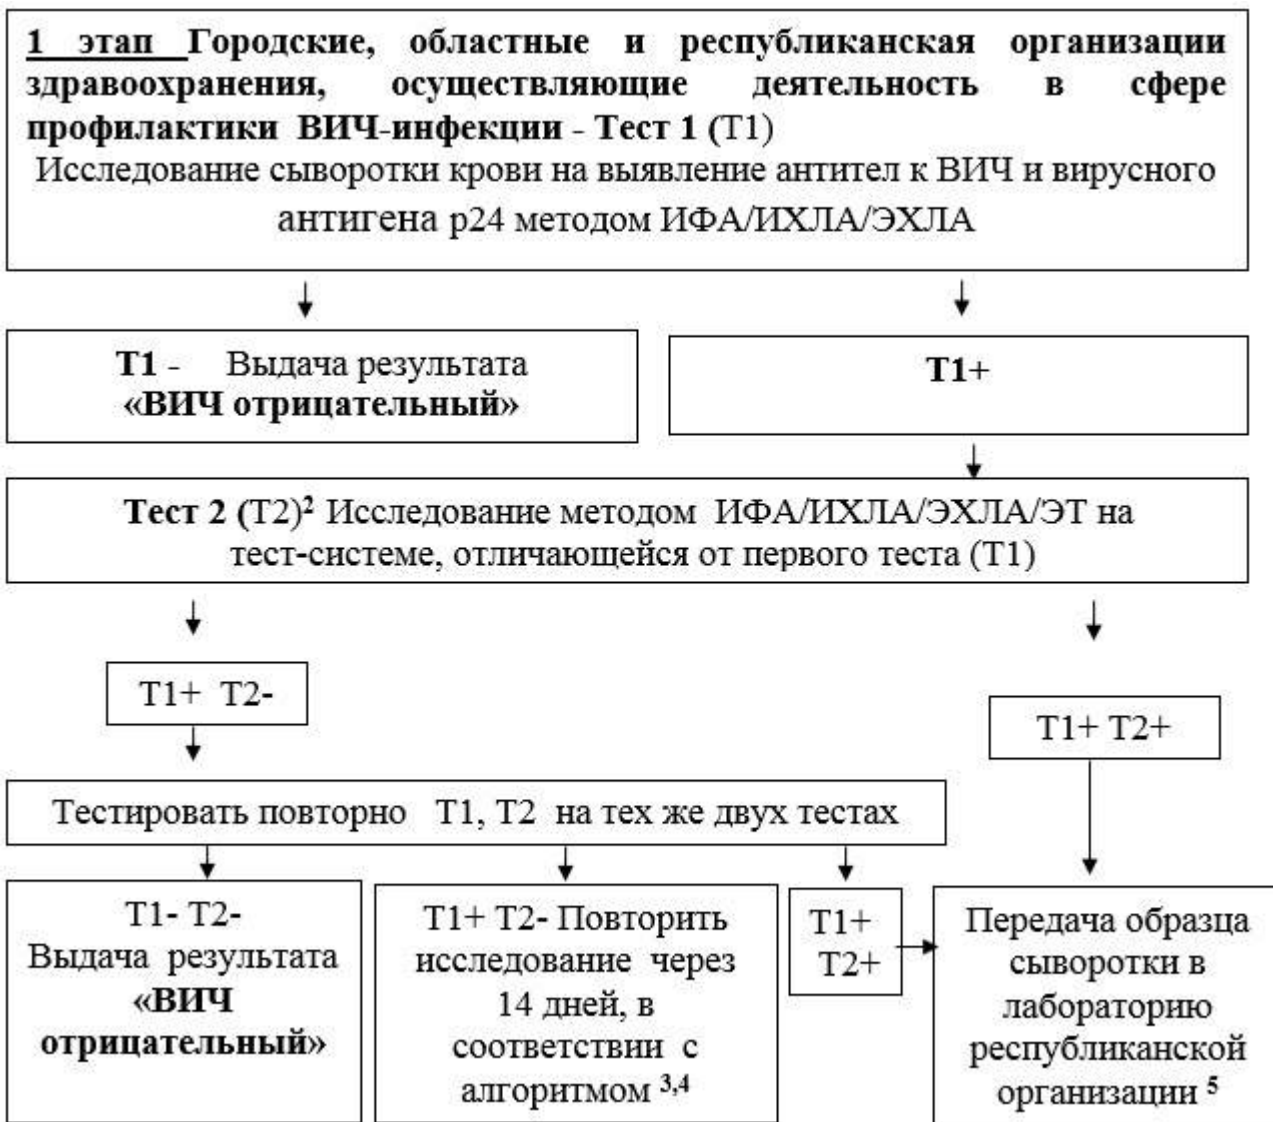 1 этап Городские, областные и республиканская организации
здравоохранения, осуществляющие деятельность в сфере
профилактики ВИЧ-инфекции - Тест 1 (Т1)
Исследование сыворотки крови на выявление антител к ВИЧ и вирусного
антигена р24 методом ИФА/ИХЛА/ЭХЛА
Т1 - Выдача результата
«ВИЧ отрицательный»
Т1+
Тест 2 (Т2)² Исследование методом ИФА/ИХЛА/ЭХЛА/ЭТ на
тест-системе, отличающейся от первого теста (Т1)
Т1+ Т2-
Т1+ Т2+
Тестировать повторно Т1, Т2 на тех же двух тестах
Т1- Т2-
Выдача результата
«ВИЧ
отрицательный»
Т1+ Т2- Повторить
исследование через
14 дней, в
соответствии с
алгоритмом ³,⁴
Т1+
Т2+
Передача образца
сыворотки в
лабораторию
республиканской
организации ⁵